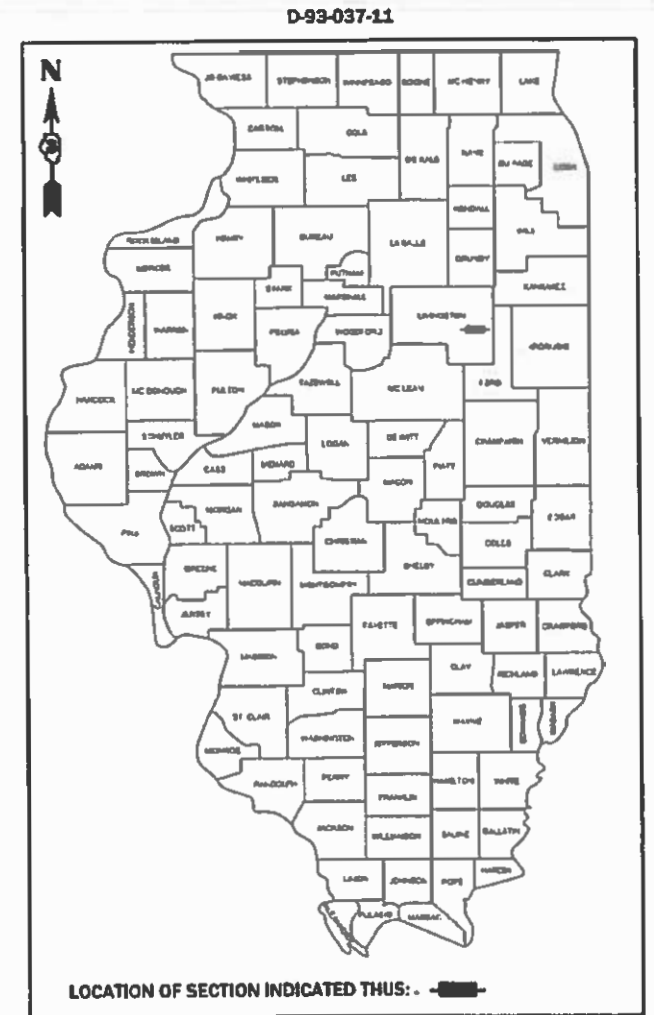 D-93-037-11
N
JO DAVIESS STEPHENSON WINNEBAGO BOONE MC HENRY LAKE
CARROLL OGLE DE KALB KANE DU PAGE COOK
WHITESIDE LEE
KENDALL WILL
ROCK ISLAND HENRY BUREAU LA SALLE GRUNDY
MERCER PUTNAM KANKAKEE
STARK MARSHALL
HENDERSON WARREN KNOX PEORIA WOODFORD LIVINGSTON IROQUOIS
HANCOCK MC DONOUGH FULTON TAZEWELL MC LEAN FORD
MASON
SCHUYLER LOGAN DE WITT CHAMPAIGN VERMILION
ADAMS BROWN CASS MENARD MACON PIATT
PIKE SCOTT MORGAN SANGAMON MOULTRIE DOUGLAS EDGAR
CHRISTIAN COLES
CALHOUN GREENE MACOUPIN MONTGOMERY SHELBY CUMBERLAND CLARK
JERSEY FAYETTE EFFINGHAM JASPER CRAWFORD
MADISON BOND CLAY RICHLAND LAWRENCE
CLINTON MARION
ST CLAIR WAYNE EDWARDS WABASH
MONROE WASHINGTON JEFFERSON
RANDOLPH PERRY HAMILTON WHITE
FRANKLIN
JACKSON WILLIAMSON SALINE GALLATIN
UNION JOHNSON POPE HARDIN
PULASKI MASSAC
LOCATION OF SECTION INDICATED THUS: -